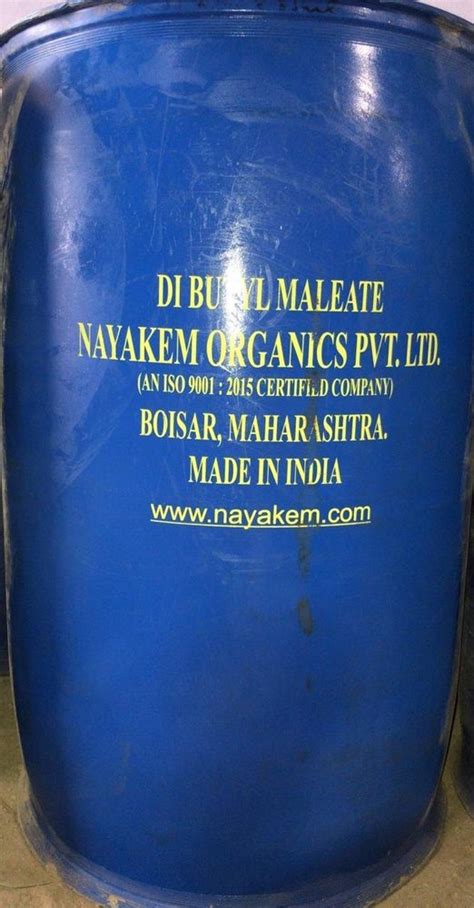 DI BUTYL MALEATE
NAYAKEM ORGANICS PVT. LTD.
(AN ISO 9001 : 2015 CERTIFIED COMPANY)
BOISAR, MAHARASHTRA.
MADE IN INDIA
www.nayakem.com